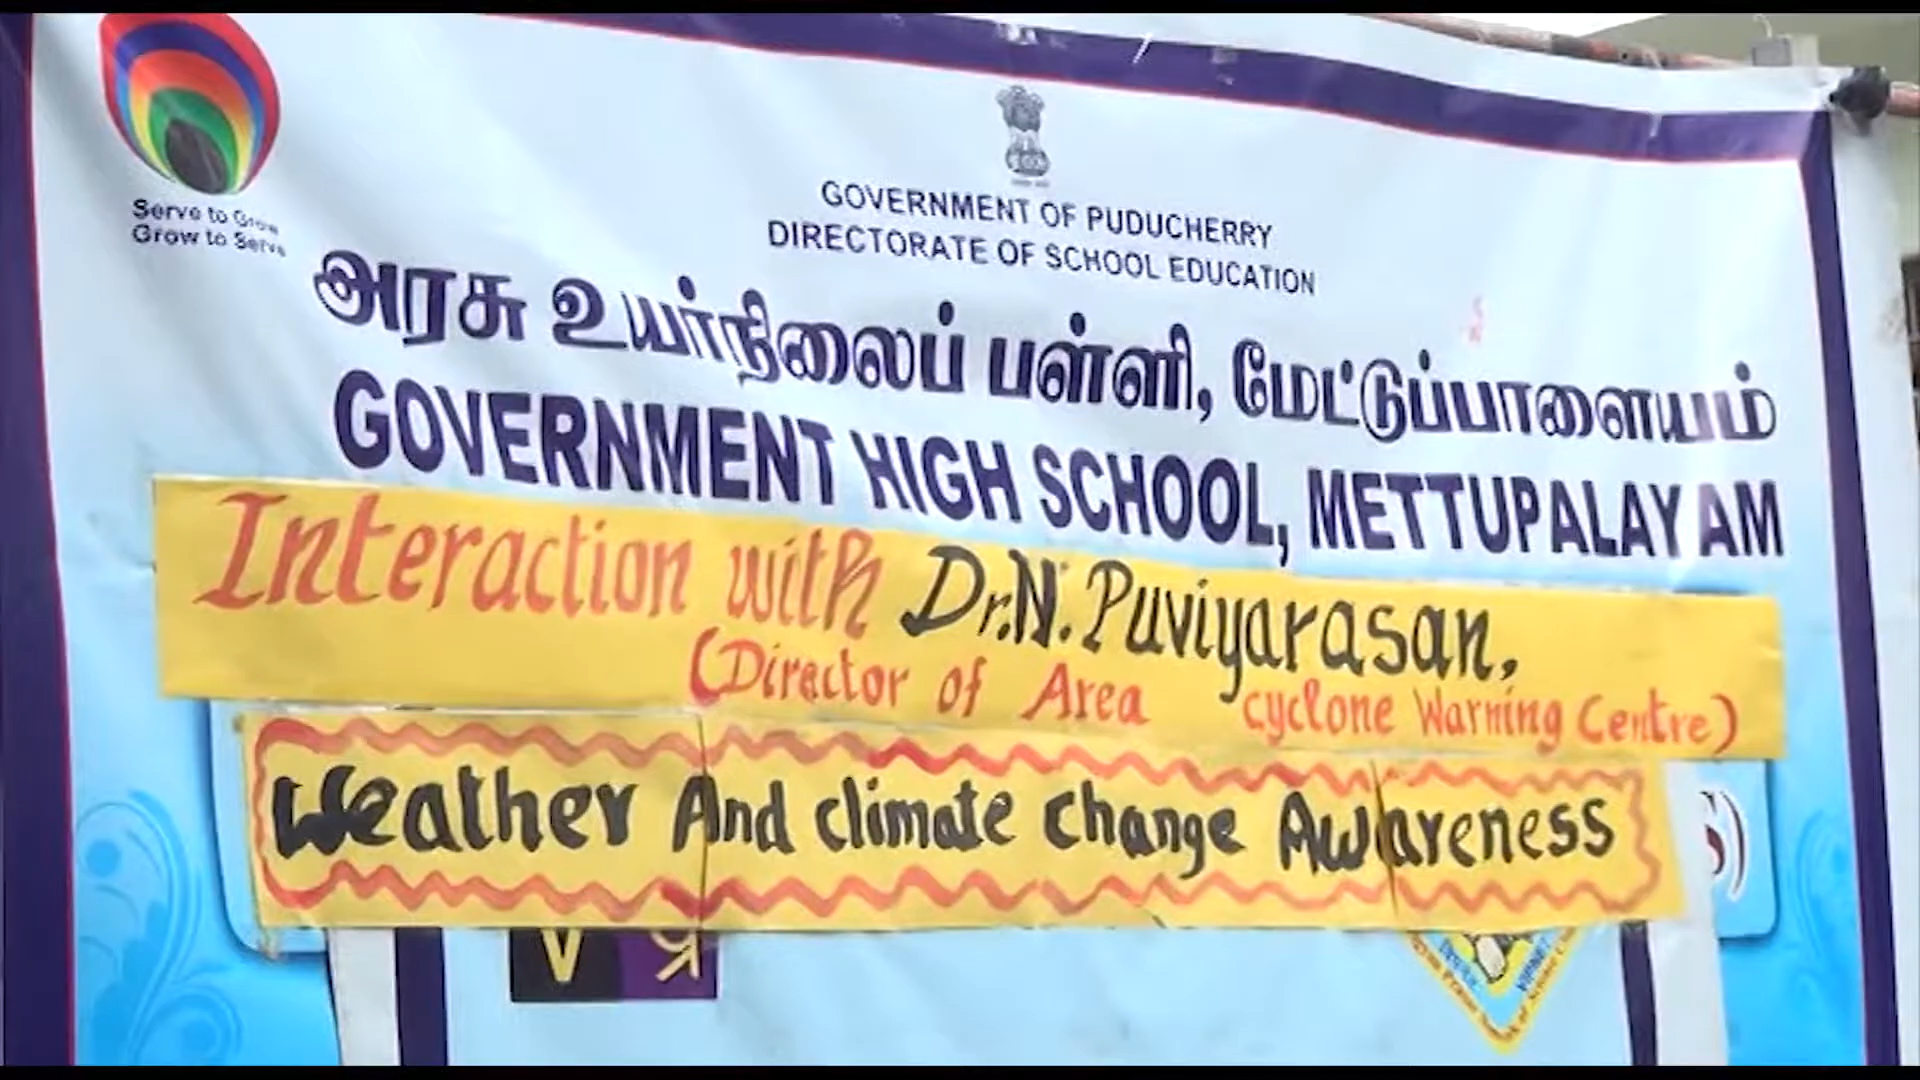 Serve to Grow
Grow to Serve
GOVERNMENT OF PUDUCHERRY
DIRECTORATE OF SCHOOL EDUCATION
அரசு உயர்நிலைப் பள்ளி, மேட்டுப்பாளையம்
GOVERNMENT HIGH SCHOOL, METTUPALAYAM
Interaction with Dr.N.Puviyarasan,
(Director of Area cyclone Warning Centre)
Weather And climate change Awareness